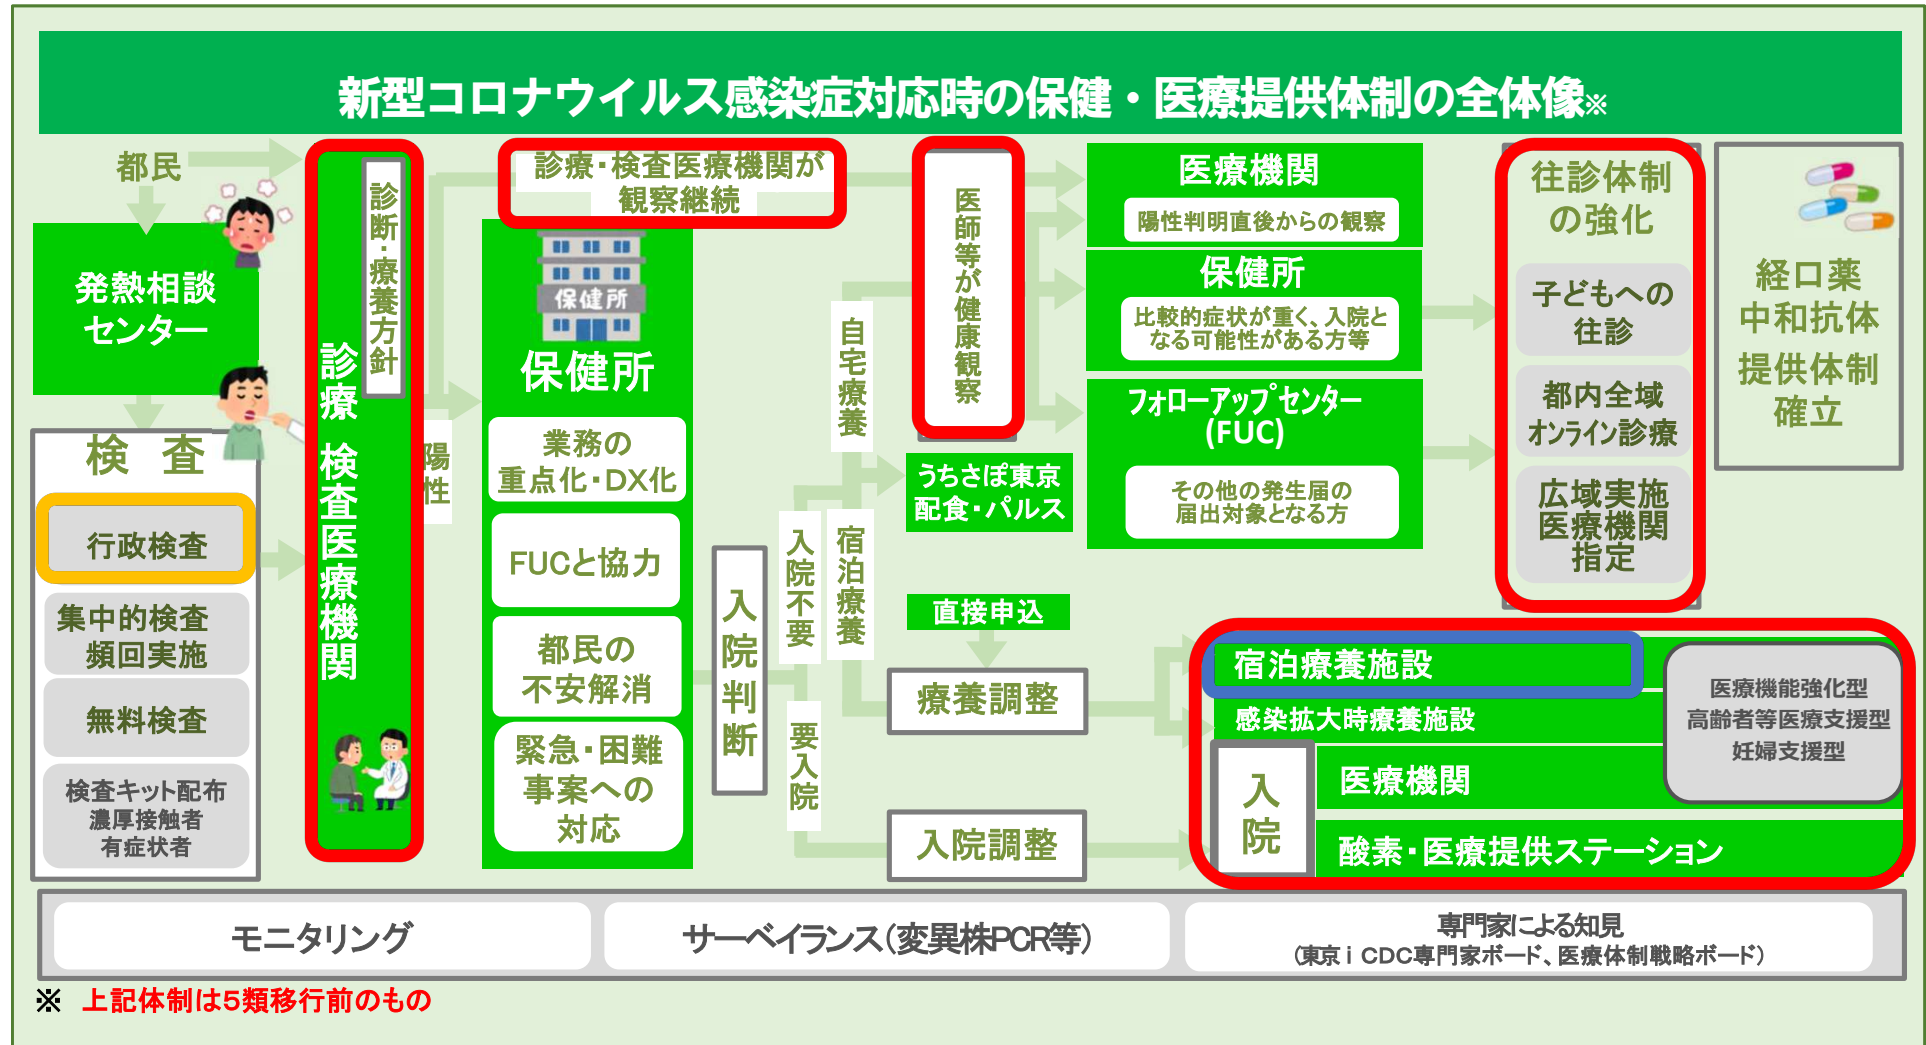 新型コロナウイルス感染症対応時の保健・医療提供体制の全体像※
都民
発熱相談
センター
検 査
行政検査
集中的検査
頻回実施
無料検査
検査キット配布
濃厚接触者
有症状者
診療 検査医療機関
診断・療養方針
陽性
診療・検査医療機関が
観察継続
保健所
保健所
業務の
重点化・DX化
FUCと協力
都民の
不安解消
緊急・困難
事案への
対応
入院判断
入院不要
要入院
自宅療養
宿泊療養
医師等が健康観察
うちさぽ東京
配食・パルス
直接申込
療養調整
入院調整
医療機関
陽性判明直後からの観察
保健所
比較的症状が重く、入院と
なる可能性がある方等
フォローアップセンター
(FUC)
その他の発生届の
届出対象となる方
往診体制
の強化
子どもへの
往診
都内全域
オンライン診療
広域実施
医療機関
指定
経口薬
中和抗体
提供体制
確立
宿泊療養施設
感染拡大時療養施設
医療機能強化型
高齢者等医療支援型
妊婦支援型
入院
医療機関
酸素・医療提供ステーション
モニタリング
サーベイランス(変異株PCR等)
専門家による知見
(東京ｉCDC専門家ボード、医療体制戦略ボード)
※ 上記体制は5類移行前のもの